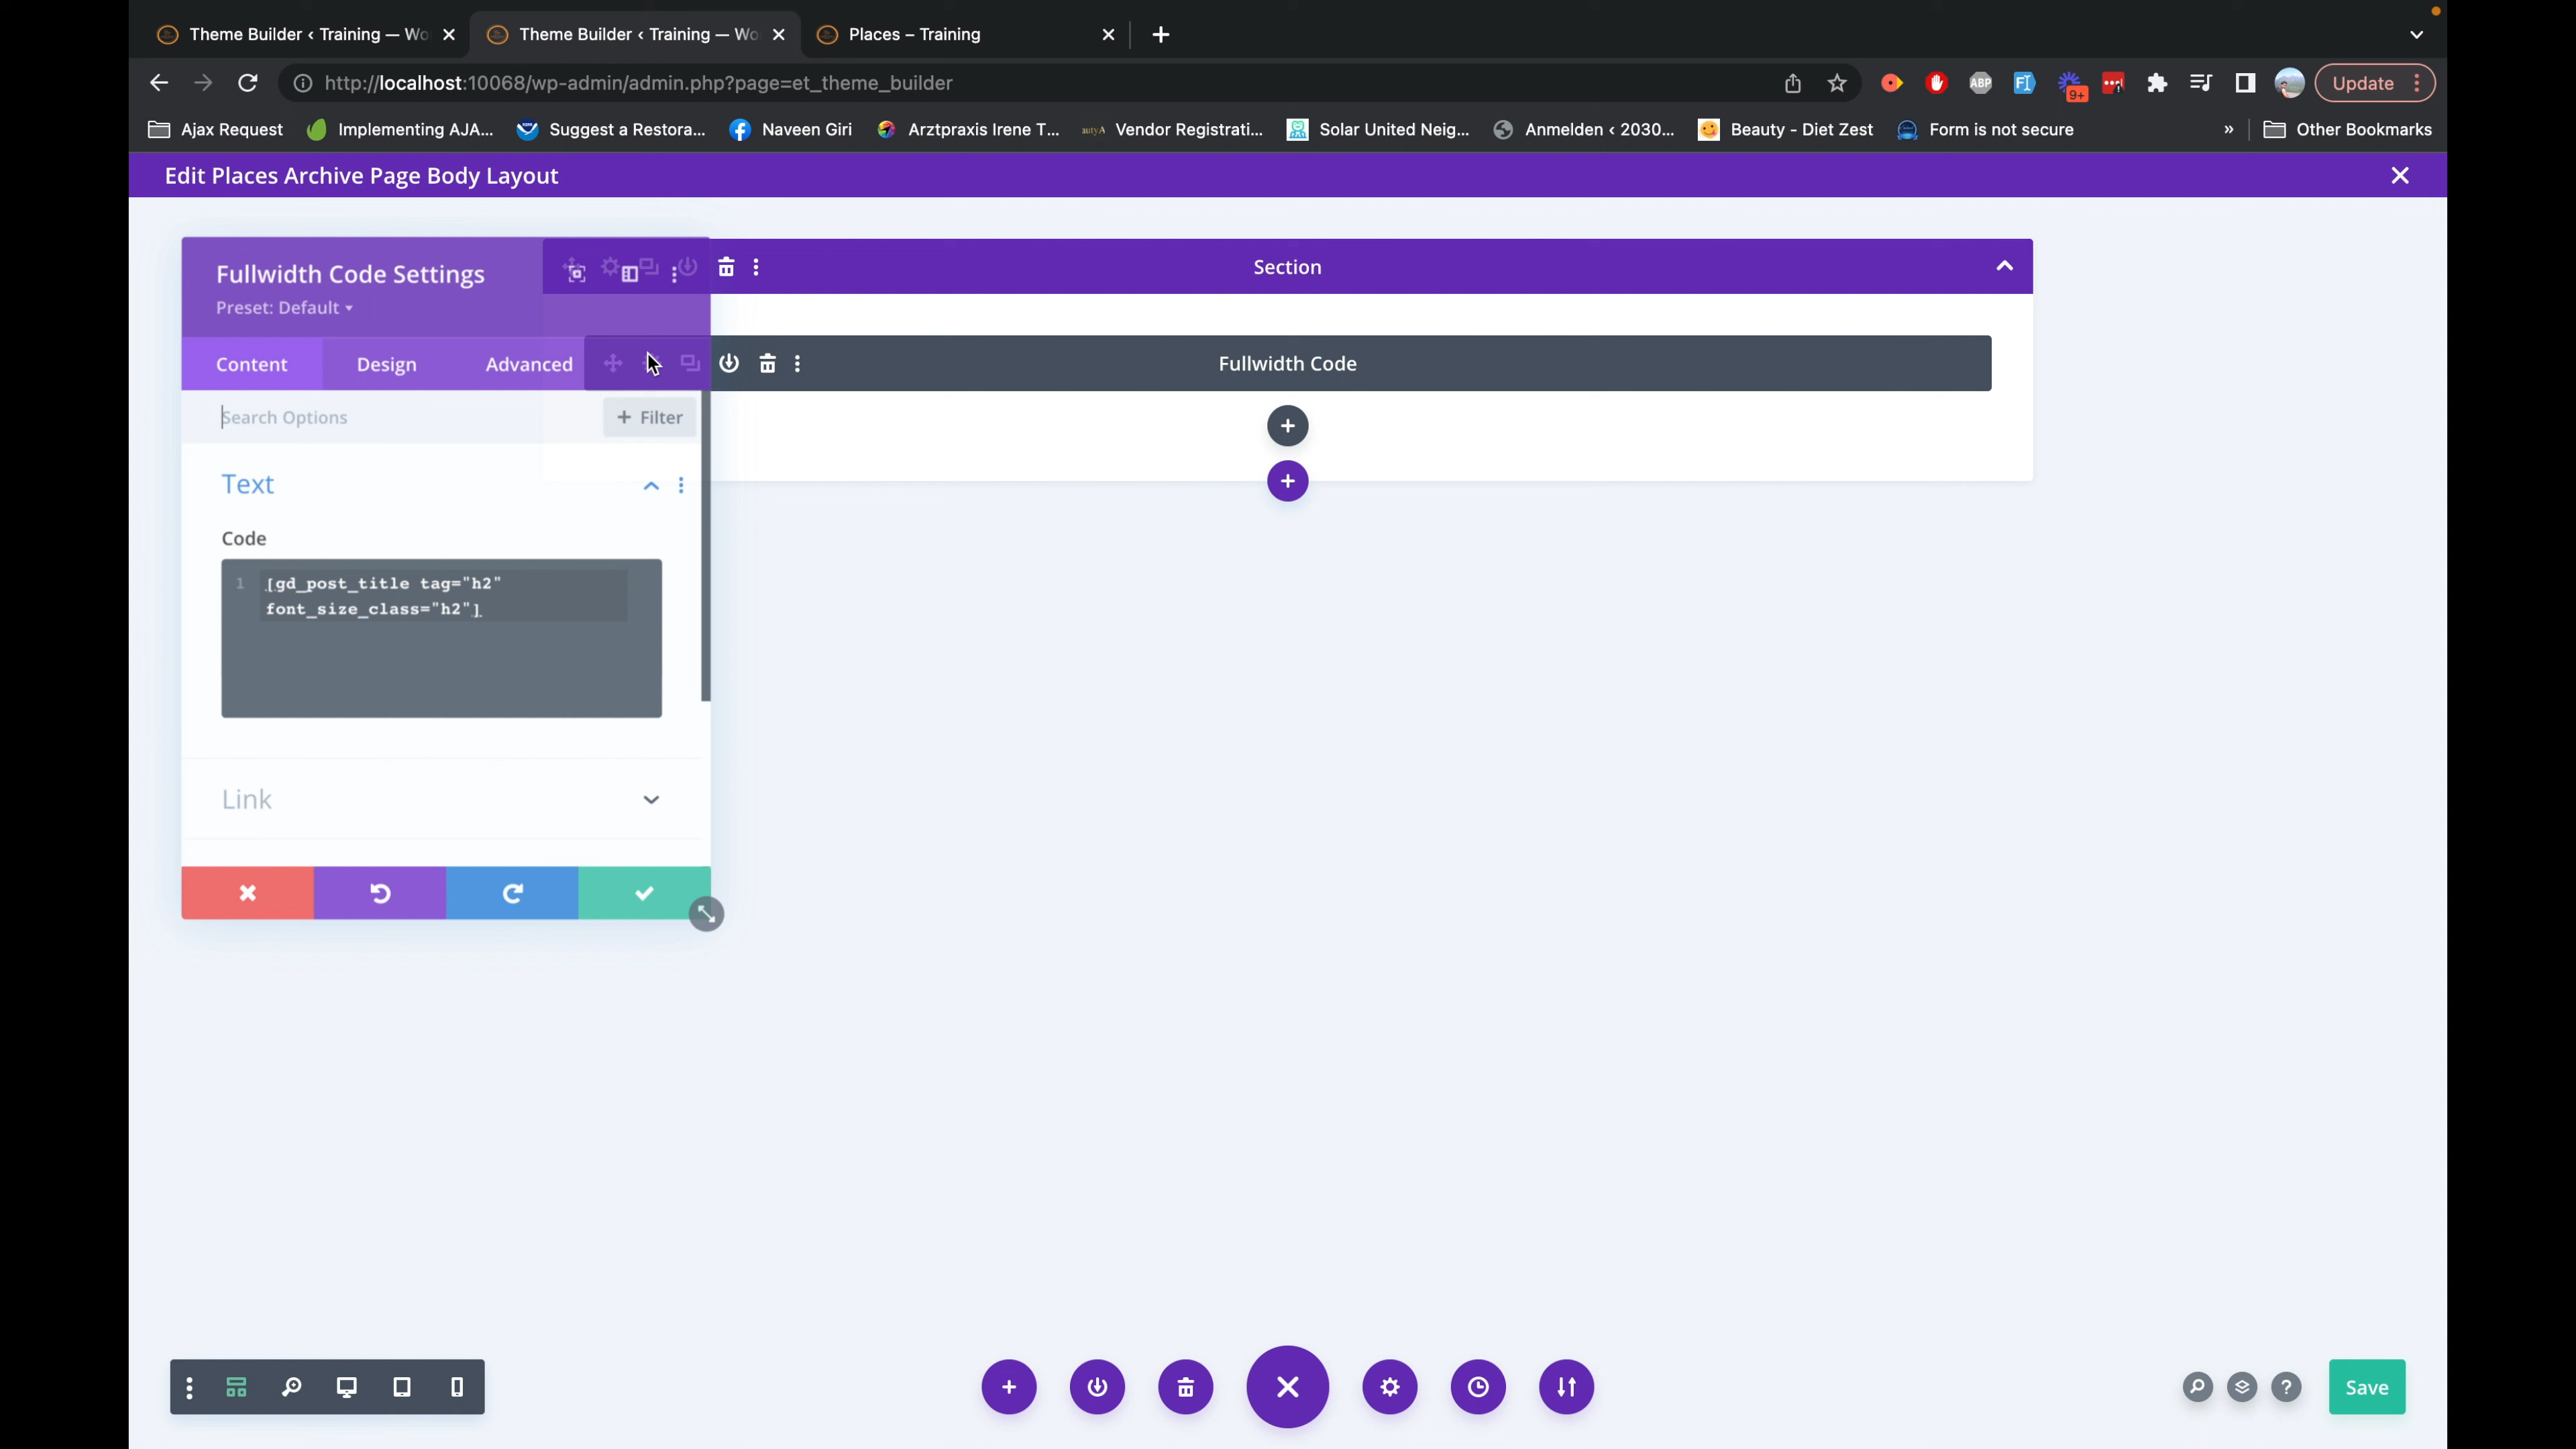 Theme Builder ‹ Training — Wo
Theme Builder ‹ Training — Wo
Places – Training
http://localhost:10068/wp-admin/admin.php?page=et_theme_builder
ABP
9+
Update
Ajax Request
Implementing AJA...
Suggest a Restora...
Naveen Giri
Arztpraxis Irene T...
Vendor Registrati...
Solar United Neig...
Anmelden ‹ 2030...
Beauty - Diet Zest
Form is not secure
»
Other Bookmarks
Edit Places Archive Page Body Layout
Fullwidth Code Settings
Preset: Default
Section
Content
Design
Advanced
Fullwidth Code
Search Options
+ Filter
Text
Code
1 [gd_post_title tag="h2"
font_size_class="h2"]
Link
?
Save